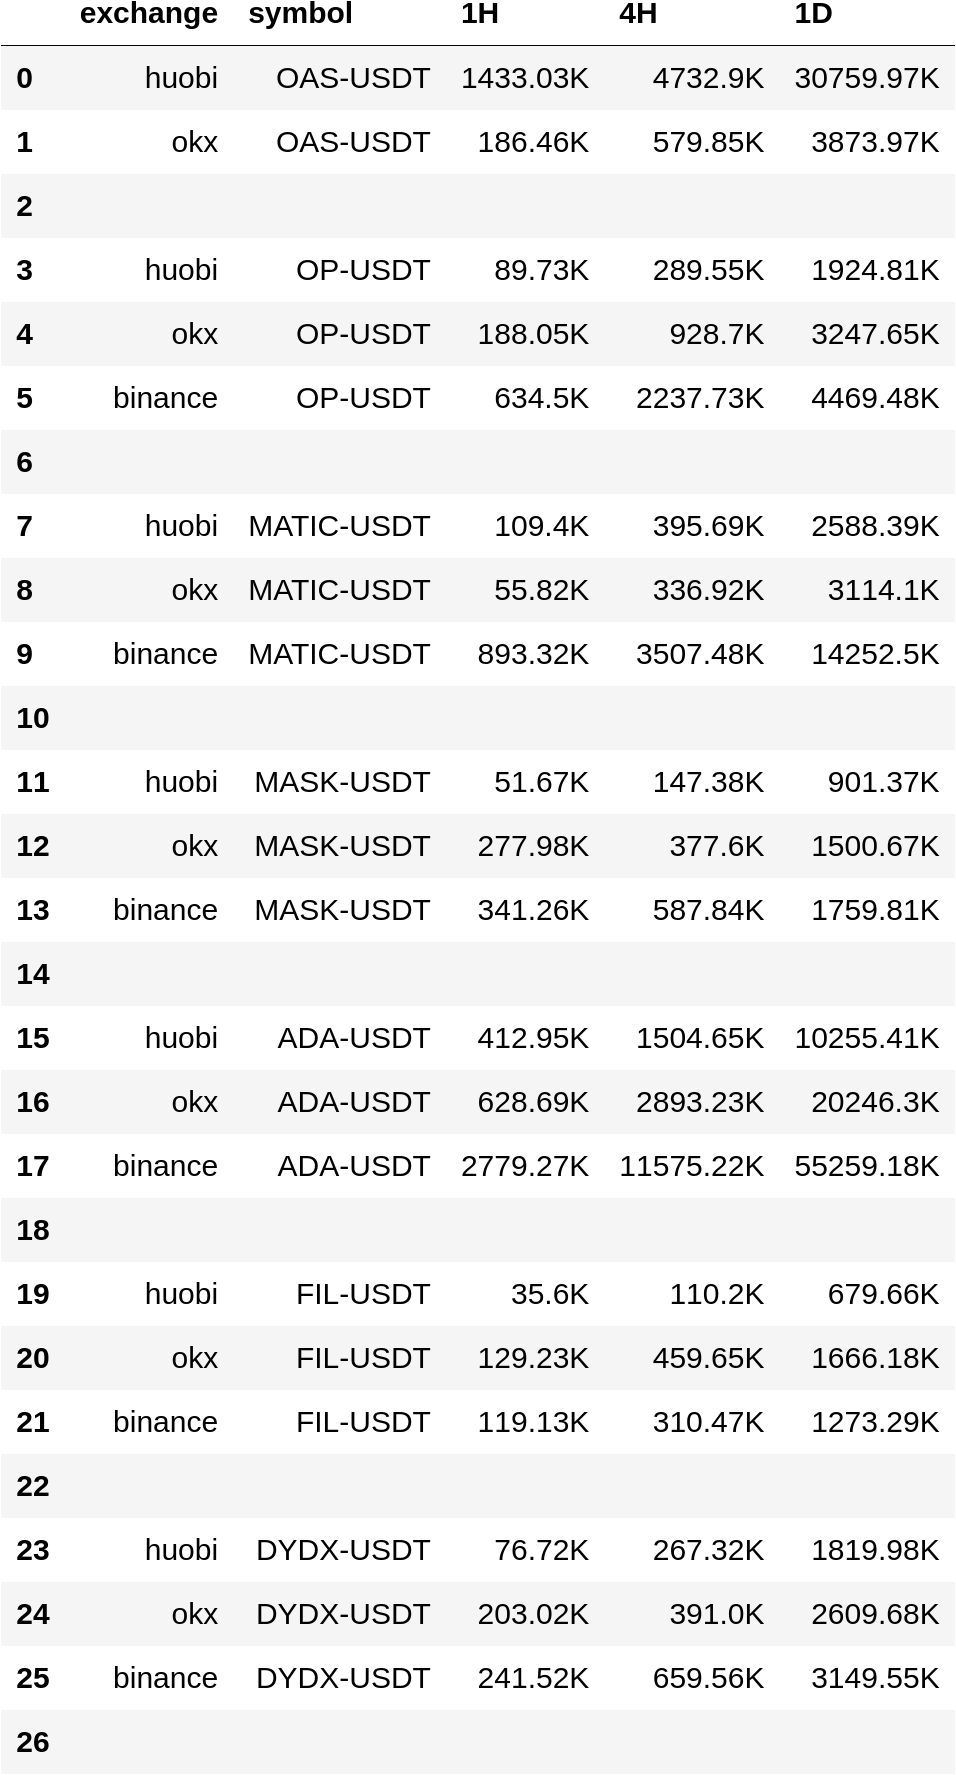 exchange symbol 1H 4H 1D
0 huobi OAS-USDT 1433.03K 4732.9K 30759.97K
1 okx OAS-USDT 186.46K 579.85K 3873.97K
2
3 huobi OP-USDT 89.73K 289.55K 1924.81K
4 okx OP-USDT 188.05K 928.7K 3247.65K
5 binance OP-USDT 634.5K 2237.73K 4469.48K
6
7 huobi MATIC-USDT 109.4K 395.69K 2588.39K
8 okx MATIC-USDT 55.82K 336.92K 3114.1K
9 binance MATIC-USDT 893.32K 3507.48K 14252.5K
10
11 huobi MASK-USDT 51.67K 147.38K 901.37K
12 okx MASK-USDT 277.98K 377.6K 1500.67K
13 binance MASK-USDT 341.26K 587.84K 1759.81K
14
15 huobi ADA-USDT 412.95K 1504.65K 10255.41K
16 okx ADA-USDT 628.69K 2893.23K 20246.3K
17 binance ADA-USDT 2779.27K 11575.22K 55259.18K
18
19 huobi FIL-USDT 35.6K 110.2K 679.66K
20 okx FIL-USDT 129.23K 459.65K 1666.18K
21 binance FIL-USDT 119.13K 310.47K 1273.29K
22
23 huobi DYDX-USDT 76.72K 267.32K 1819.98K
24 okx DYDX-USDT 203.02K 391.0K 2609.68K
25 binance DYDX-USDT 241.52K 659.56K 3149.55K
26